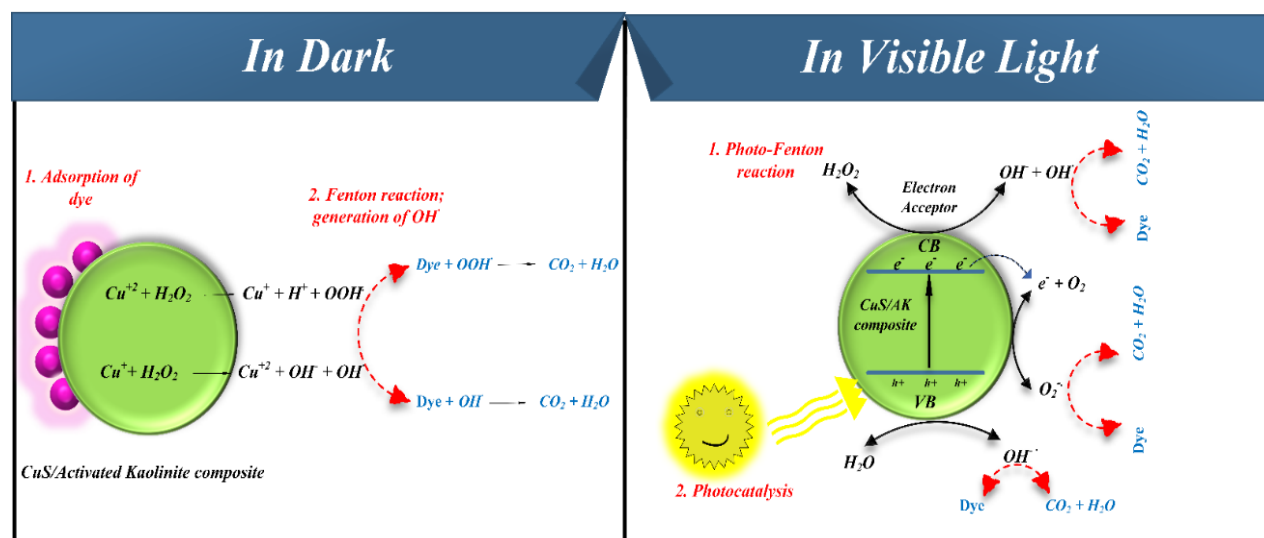 In Dark
1. Adsorption of
dye
2. Fenton reaction;
generation of OH·
Cu⁺² + H₂O₂ → Cu⁺ + H⁺ + OOH·
Dye + OOH· → CO₂ + H₂O
Cu⁺ + H₂O₂ → Cu⁺² + OH⁻ + OH·
Dye + OH· → CO₂ + H₂O
CuS/Activated Kaolinite composite
In Visible Light
1. Photo-Fenton
reaction
H₂O₂
Electron
Acceptor
OH⁻ + OH·
CO₂ + H₂O
Dye
CB
e⁻ e⁻ e⁻
CuS/AK
composite
e⁻ + O₂
CO₂ + H₂O
h+ h+ h+
VB
O₂⁻·
Dye
H₂O
OH⁻·
2. Photocatalysis
Dye
CO₂ + H₂O